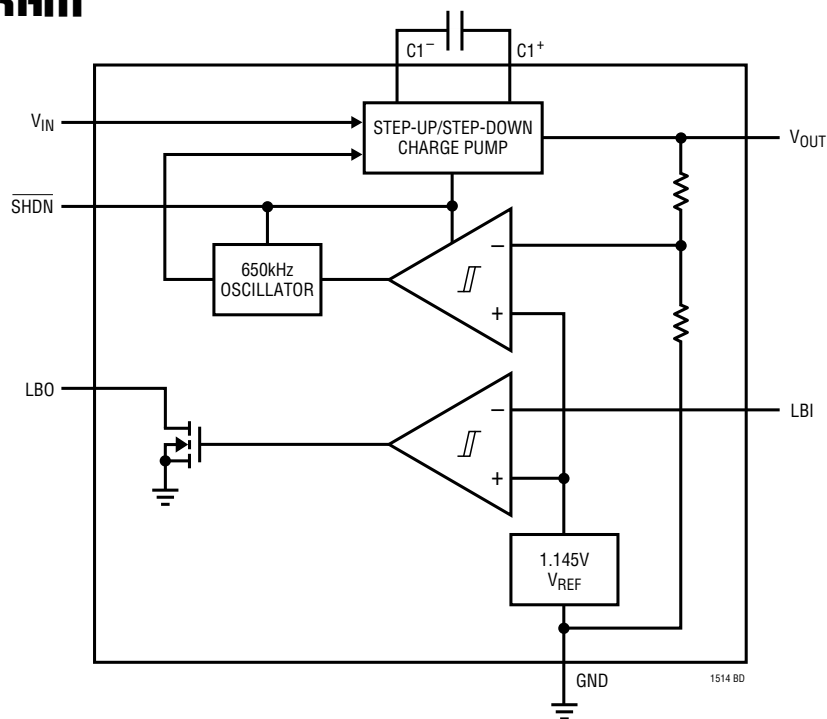 C1–
C1+
VIN
STEP-UP/STEP-DOWN
CHARGE PUMP
VOUT
SHDN
–
650kHz
OSCILLATOR
+
LBO
–
LBI
+
1.145V
VREF
GND
1514 BD